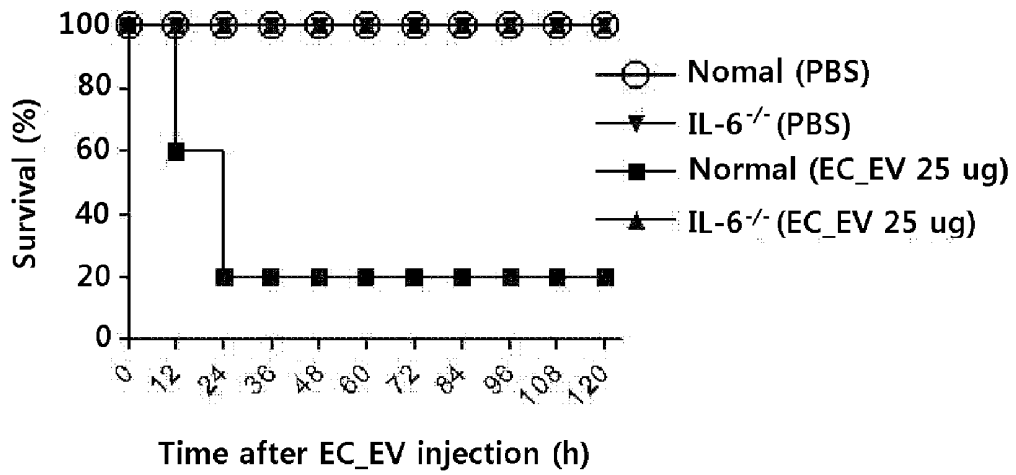 100
80
60
40
20
0
Survival (%)
0 12 24 36 48 60 72 84 96 108 120
Time after EC_EV injection (h)
Nomal (PBS)
IL-6-/- (PBS)
Normal (EC_EV 25 ug)
IL-6-/- (EC_EV 25 ug)